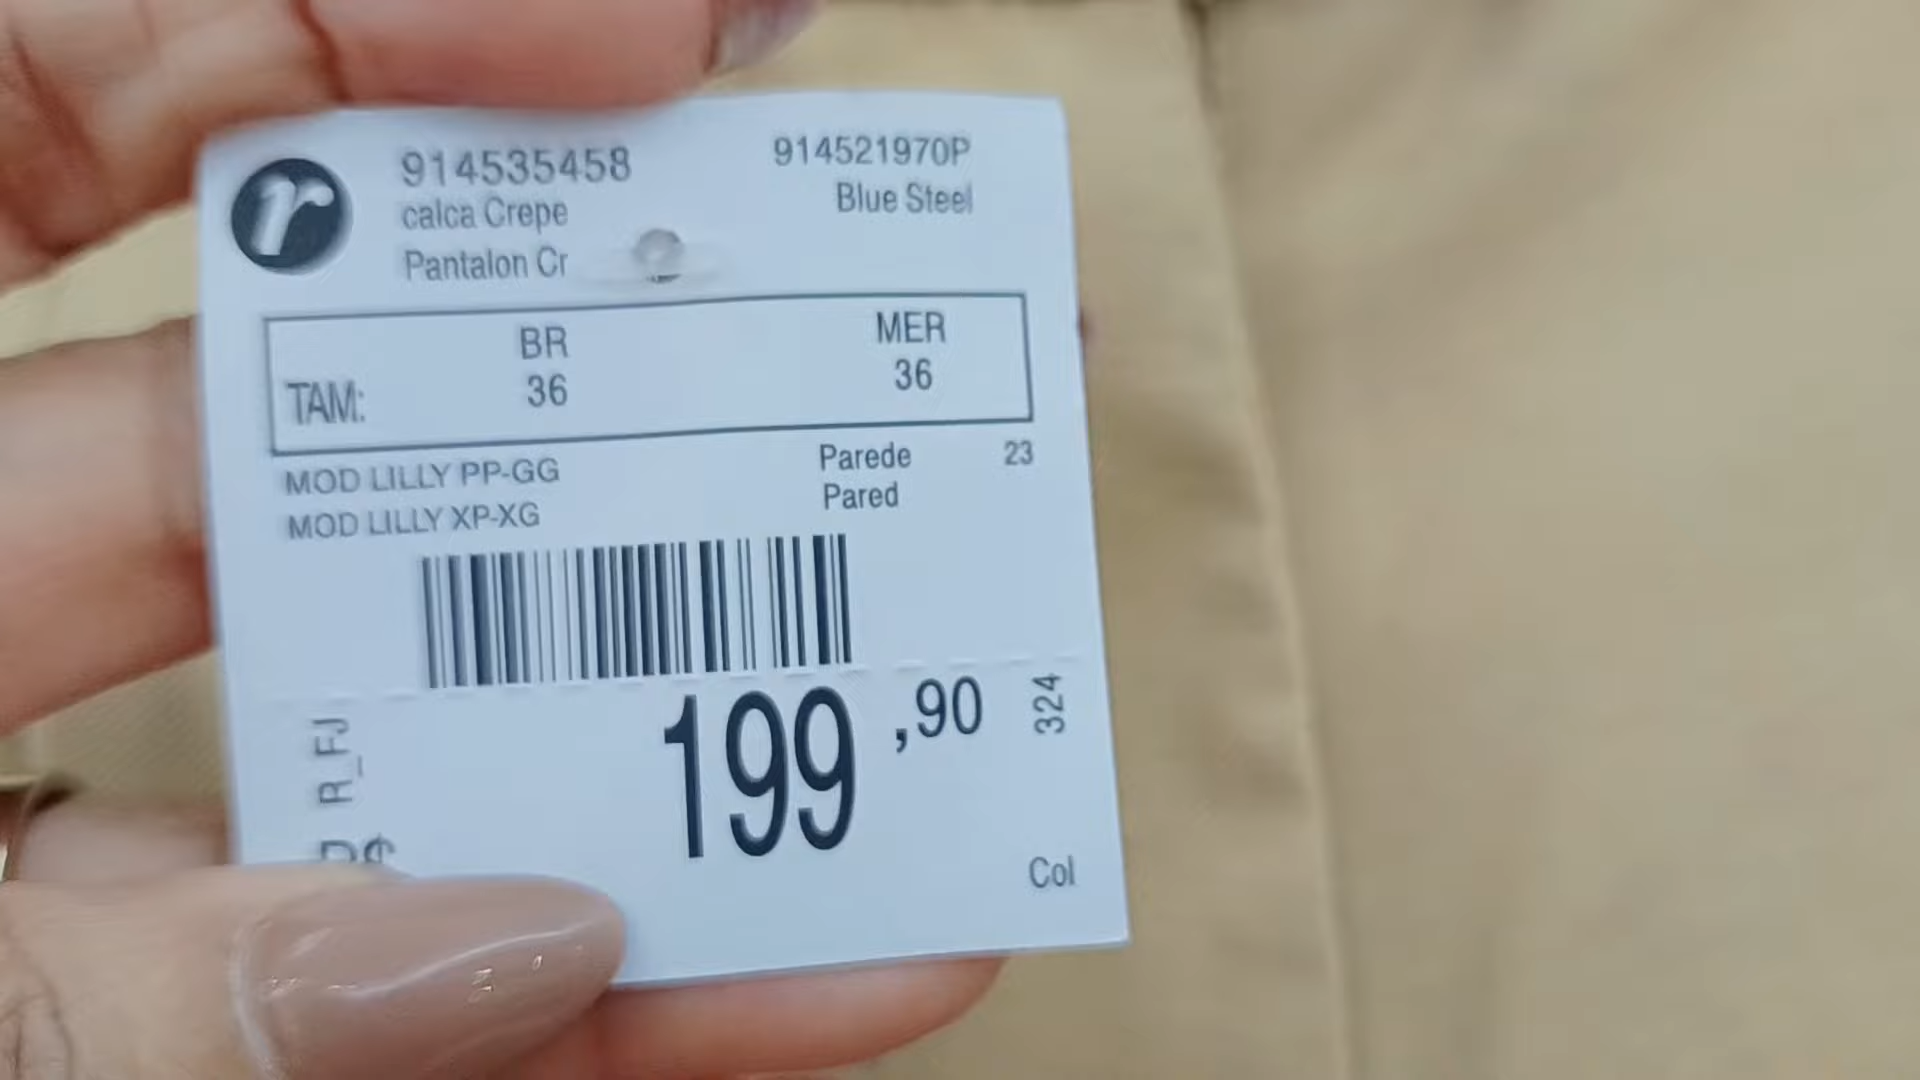 r
914535458
914521970P
calca Crepe
Blue Steel
Pantalon Cr
BR
MER
TAM:
36
36
MOD LILLY PP-GG
Parede
23
MOD LILLY XP-XG
Pared
199,90
324
R_FJ
Col